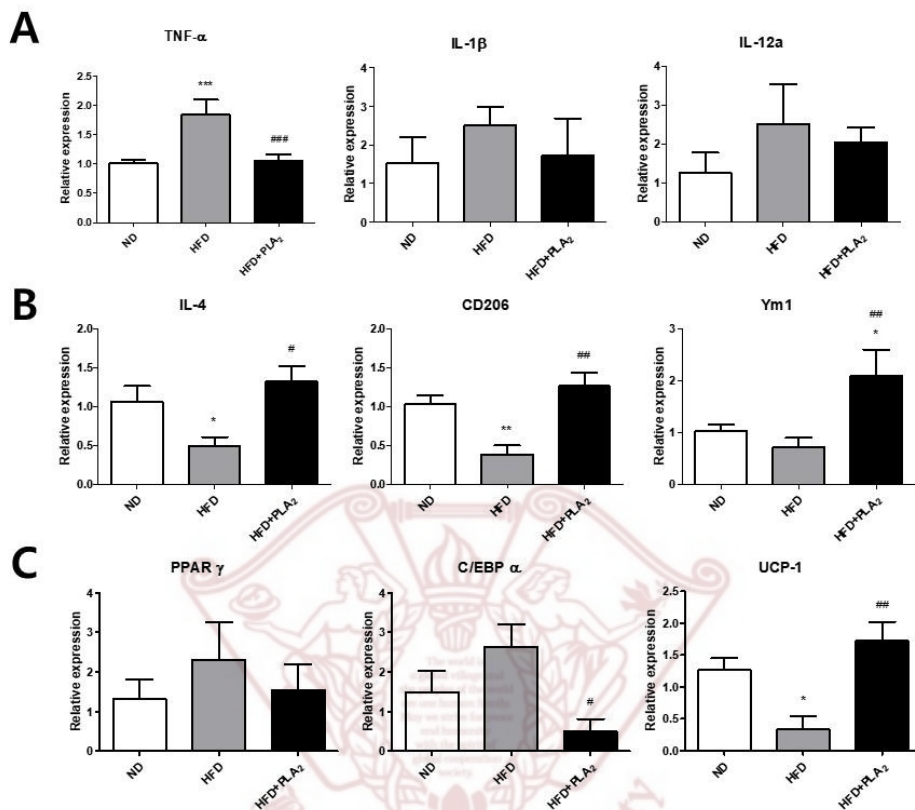 A
TNF-α
IL-1β
IL-12a
Relative expression
2.5
2.0
1.5
1.0
0.5
0.0
***
###
ND
HFD
HFD+PLA₂
Relative expression
4
3
2
1
0
ND
HFD
HFD+PLA₂
Relative expression
4
3
2
1
0
ND
HFD
HFD+PLA₂
B
IL-4
CD206
Ym1
Relative expression
2.0
1.5
1.0
0.5
0.0
*
#
ND
HFD
HFD+PLA₂
Relative expression
2.0
1.5
1.0
0.5
0.0
**
##
ND
HFD
HFD+PLA₂
Relative expression
3
2
1
0
##
*
ND
HFD
HFD+PLA₂
C
PPAR γ
C/EBP α
UCP-1
Relative expression
4
3
2
1
0
ND
HFD
HFD+PLA₂
Relative expression
4
3
2
1
0
#
ND
HFD
HFD+PLA₂
Relative expression
2.5
2.0
1.5
1.0
0.5
0.0
*
##
ND
HFD
HFD+PLA₂